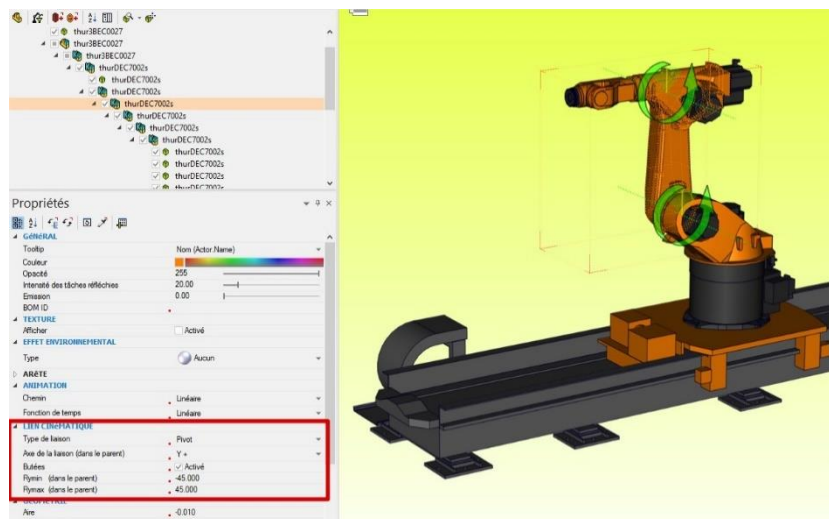 thur3BEC0027
thur3BEC0027
thur3BEC0027
thurDEC7002s
thurDEC7002s
thurDEC7002s
thurDEC7002s
thurDEC7002s
thurDEC7002s
thurDEC7002s
thurDEC7002s
thurDEC7002s
thurDEC7002s
Propriétés
GéNéRAL
Tooltip Nom (Actor.Name)
Couleur
Opacité 255
Intensité des tâches réfléchies 20.00
Emission 0.00
BOM ID
TEXTURE
Afficher Activé
EFFET ENVIRONNEMENTAL
Type Aucun
ARêTE
ANIMATION
Chemin Linéaire
Fonction de temps Linéaire
LIEN CINéMATIQUE
Type de liaison Pivot
Axe de la liaison (dans le parent) Y +
Butées Activé
Rymin (dans le parent) -45.000
Rymax (dans le parent) 45.000
GéOMéTRIE
Aire -0.010